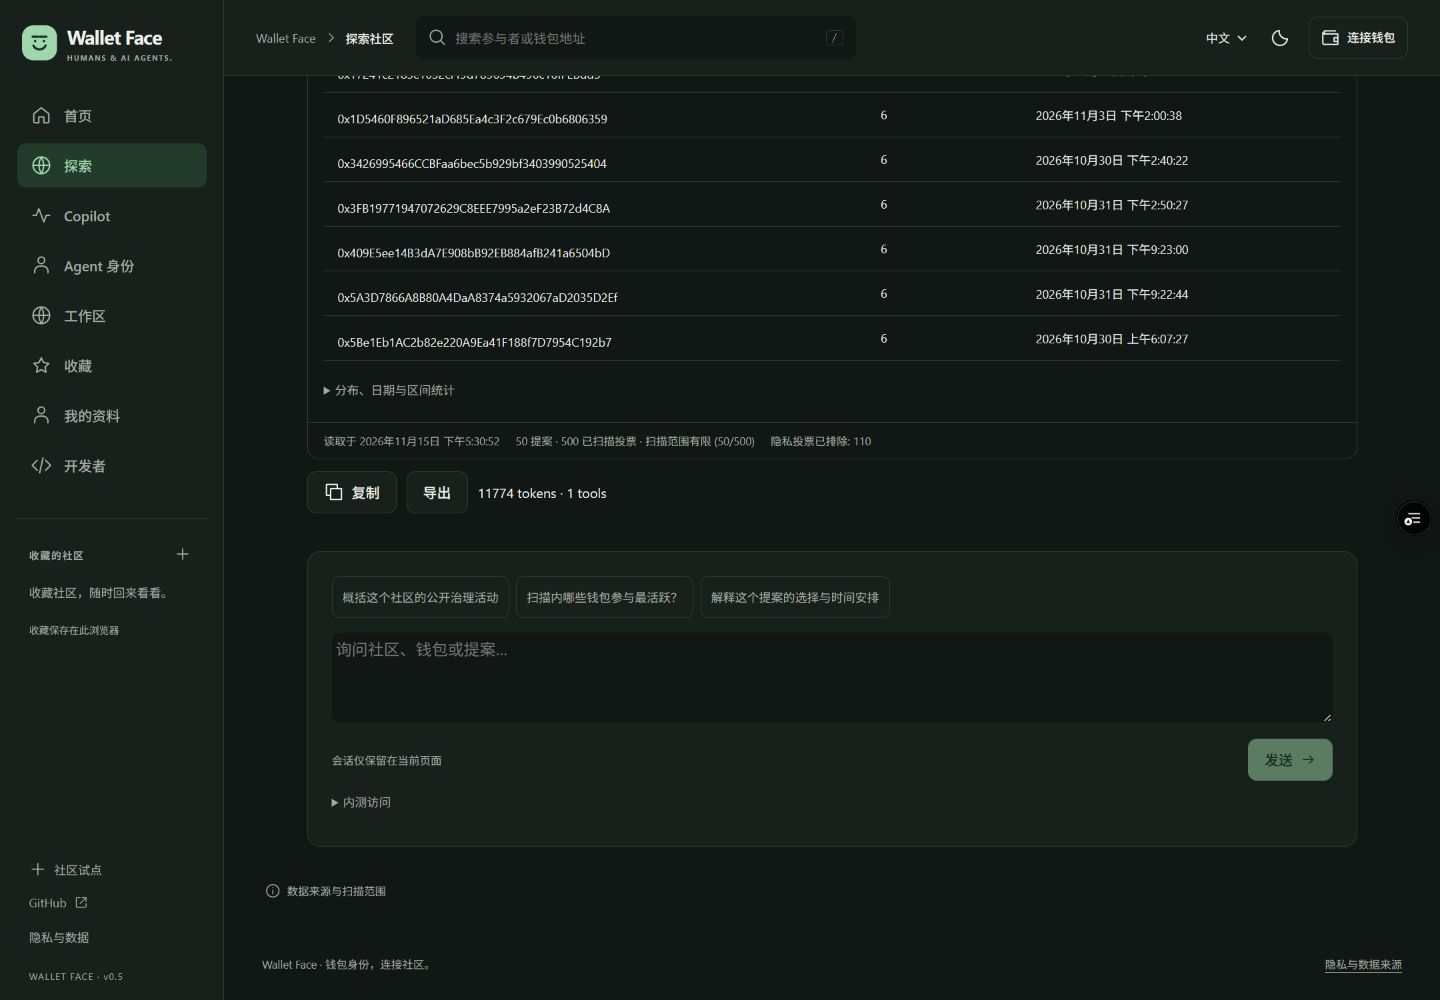 Wallet Face
HUMANS & AI AGENTS.
首页
探索
Copilot
Agent 身份
工作区
收藏
我的资料
开发者
收藏的社区
收藏社区，随时回来看看。
收藏保存在此浏览器
社区试点
GitHub
隐私与数据
WALLET FACE · v0.5
Wallet Face > 探索社区
搜索参与者或钱包地址 /
中文
连接钱包
0x1D5460F896521aD685Ea4c3F2c679Ec0b6806359 6 2026年11月3日 下午2:00:38
0x3426995466CCBFaa6bec5b929bf3403990525404 6 2026年10月30日 下午2:40:22
0x3FB19771947072629C8EEE7995a2eF23B72d4C8A 6 2026年10月31日 下午2:50:27
0x409E5ee14B3dA7E908bB92EB884afB241a6504bD 6 2026年10月31日 下午9:23:00
0x5A3D7866A8B80A4DaA8374a5932067aD2035D2Ef 6 2026年10月31日 下午9:22:44
0x5Be1Eb1AC2b82e220A9Ea41F188f7D7954C192b7 6 2026年10月30日 上午6:07:27
分布、日期与区间统计
读取于 2026年11月15日 下午5:30:52 50 提案 · 500 已扫描投票 · 扫描范围有限 (50/500) 隐私投票已排除: 110
复制 导出 11774 tokens · 1 tools
概括这个社区的公开治理活动 扫描内哪些钱包参与最活跃？ 解释这个提案的选择与时间安排
询问社区、钱包或提案...
会话仅保留在当前页面
发送 →
内测访问
数据来源与扫描范围
Wallet Face · 钱包身份，连接社区。
隐私与数据来源